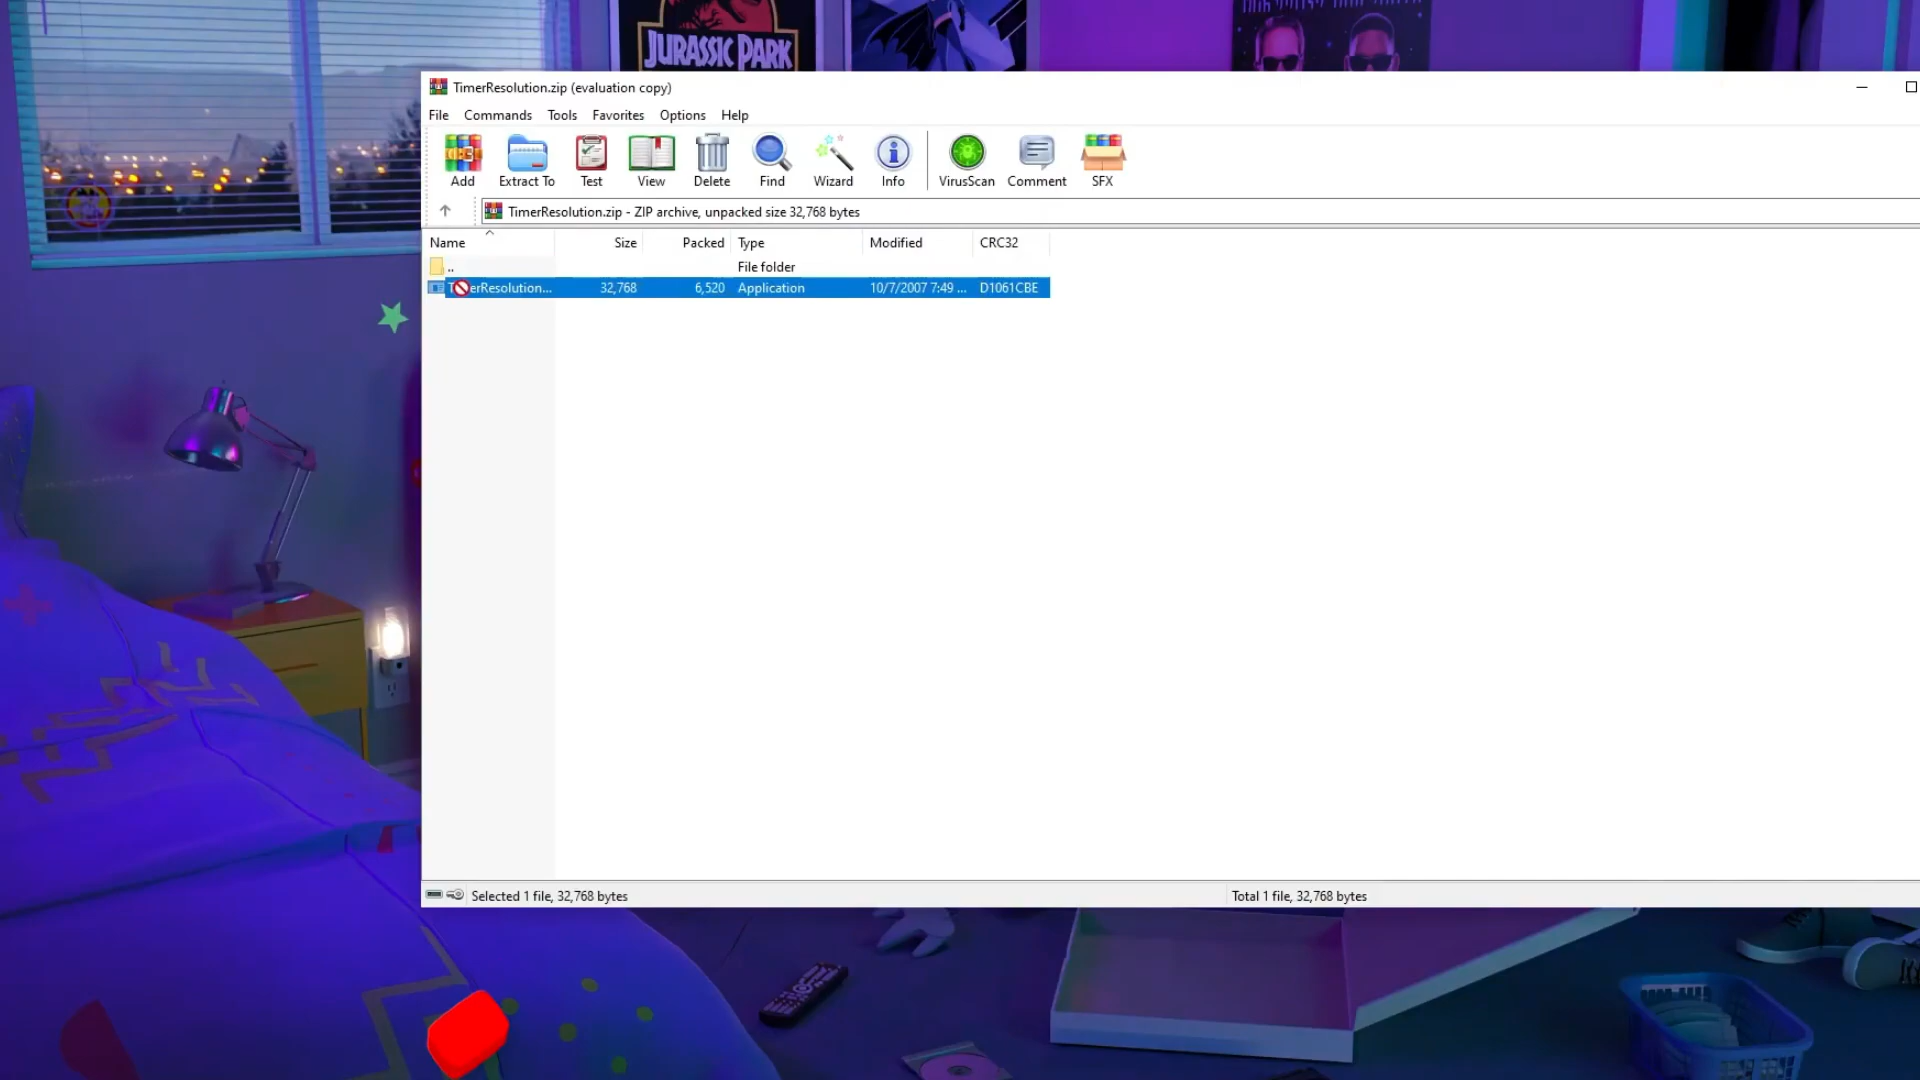 JURASSIC PARK
TimerResolution.zip (evaluation copy)
File Commands Tools Favorites Options Help
Add Extract To Test View Delete Find Wizard Info VirusScan Comment SFX
TimerResolution.zip - ZIP archive, unpacked size 32,768 bytes
Name Size Packed Type Modified CRC32
.. File folder
erResolution... 32,768 6,520 Application 10/7/2007 7:49 ... D1061CBE
Selected 1 file, 32,768 bytes Total 1 file, 32,768 bytes